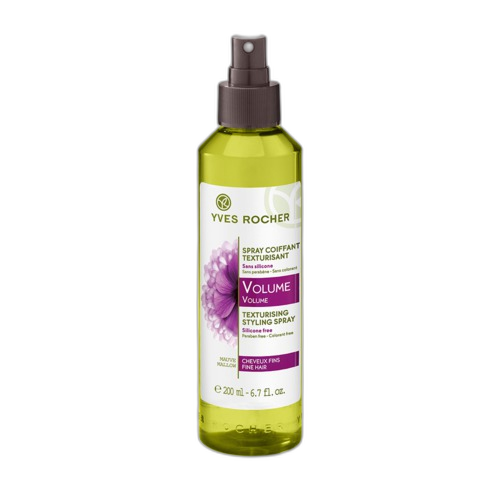 YVES ROCHER
SPRAY COIFFANT
TEXTURISANT
Sans silicone
Sans parabène - Sans colorant
VOLUME
VOLUME
TEXTURISING
STYLING SPRAY
Silicone free
Paraben free - Colorant free
MAUVE
MALLOW
CHEVEUX FINS
FINE HAIR
e 200 ml - 6.7 fl. oz.